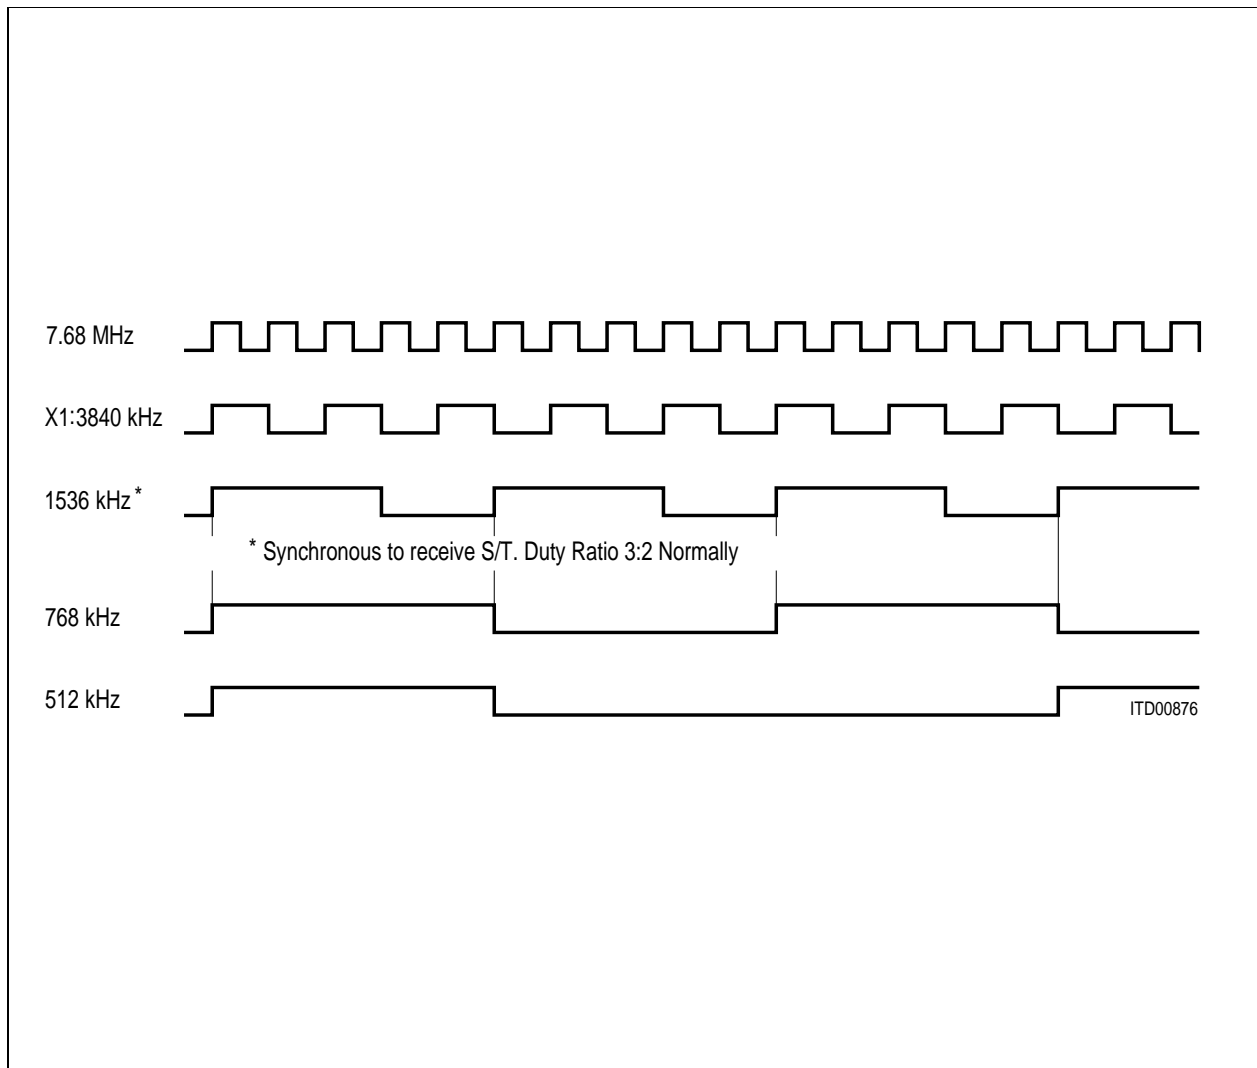 7.68 MHz
X1:3840 kHz
1536 kHz*
* Synchronous to receive S/T. Duty Ratio 3:2 Normally
768 kHz
512 kHz
ITD00876